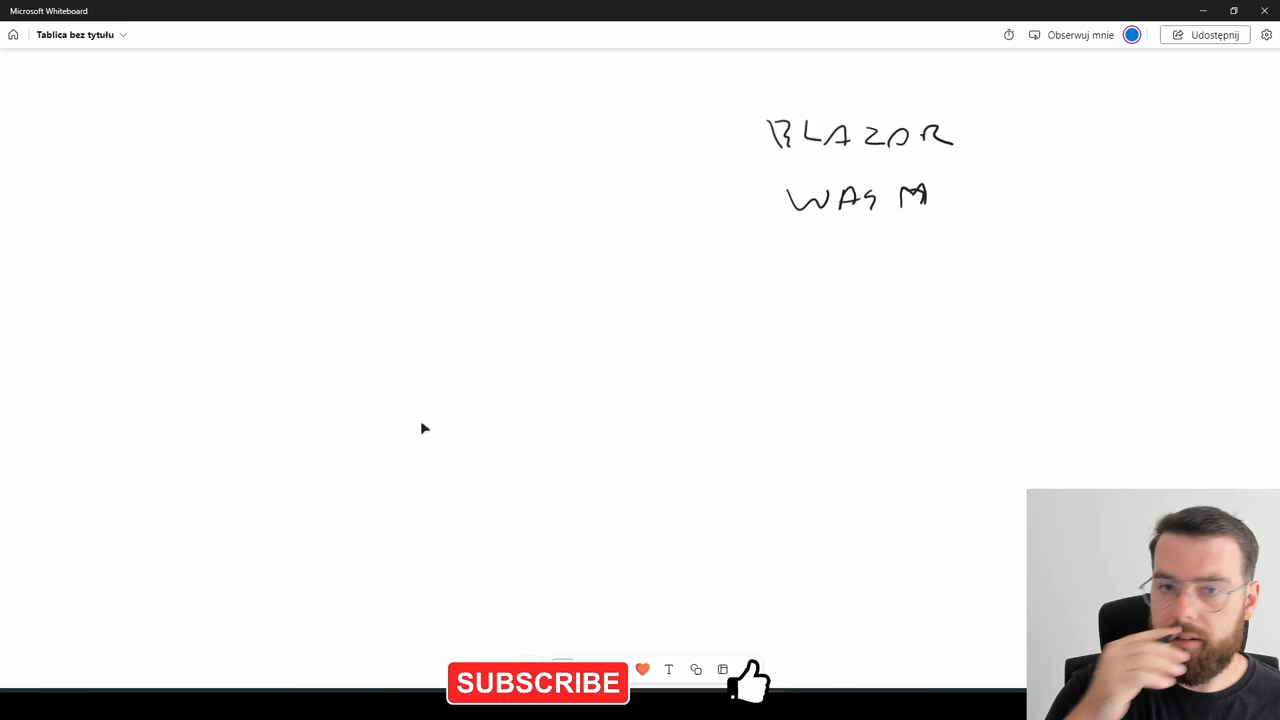 Microsoft Whiteboard
Tablica bez tytułu
Obserwuj mnie
Udostępnij
BLAZOR
WASM
T
SUBSCRIBE